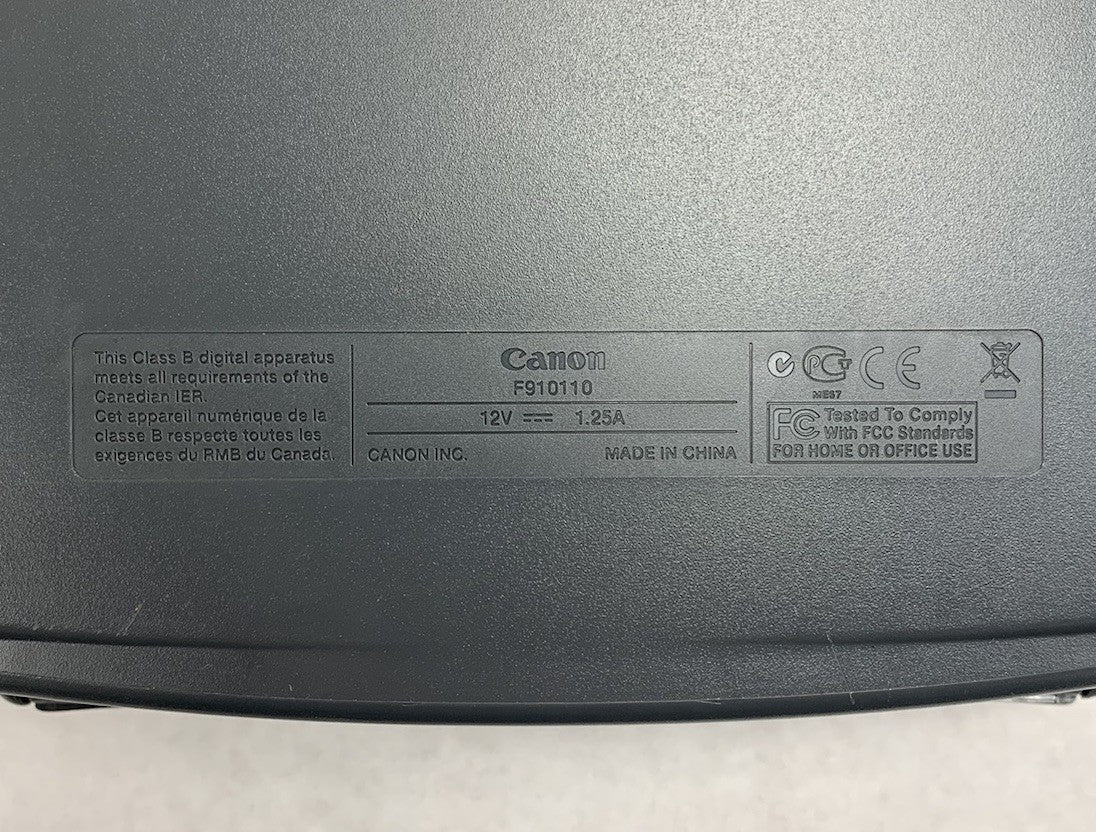 This Class B digital apparatus
meets all requirements of the
Canadian IER.
Cet appareil numérique de la
classe B respecte toutes les
exigences du RMB du Canada.
Canon
F910110
12V ⎓ 1.25A
CANON INC. MADE IN CHINA
PG CE
ME67
FC Tested To Comply
With FCC Standards
FOR HOME OR OFFICE USE